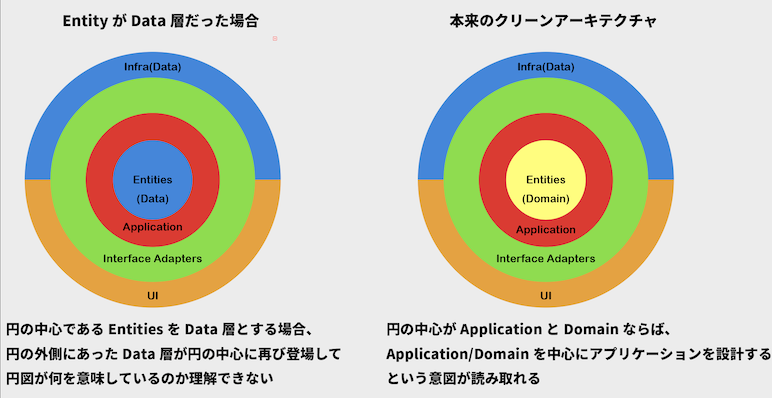 Entity が Data 層だった場合
Infra(Data)
Entities
(Data)
Application
Interface Adapters
UI
円の中心である Entities を Data 層とする場合、
円の外側にあった Data 層が円の中心に再び登場して
円図が何を意味しているのか理解できない
本来のクリーンアーキテクチャ
Infra(Data)
Entities
(Domain)
Application
Interface Adapters
UI
円の中心が Application と Domain ならば、
Application/Domain を中心にアプリケーションを設計する
という意図が読み取れる